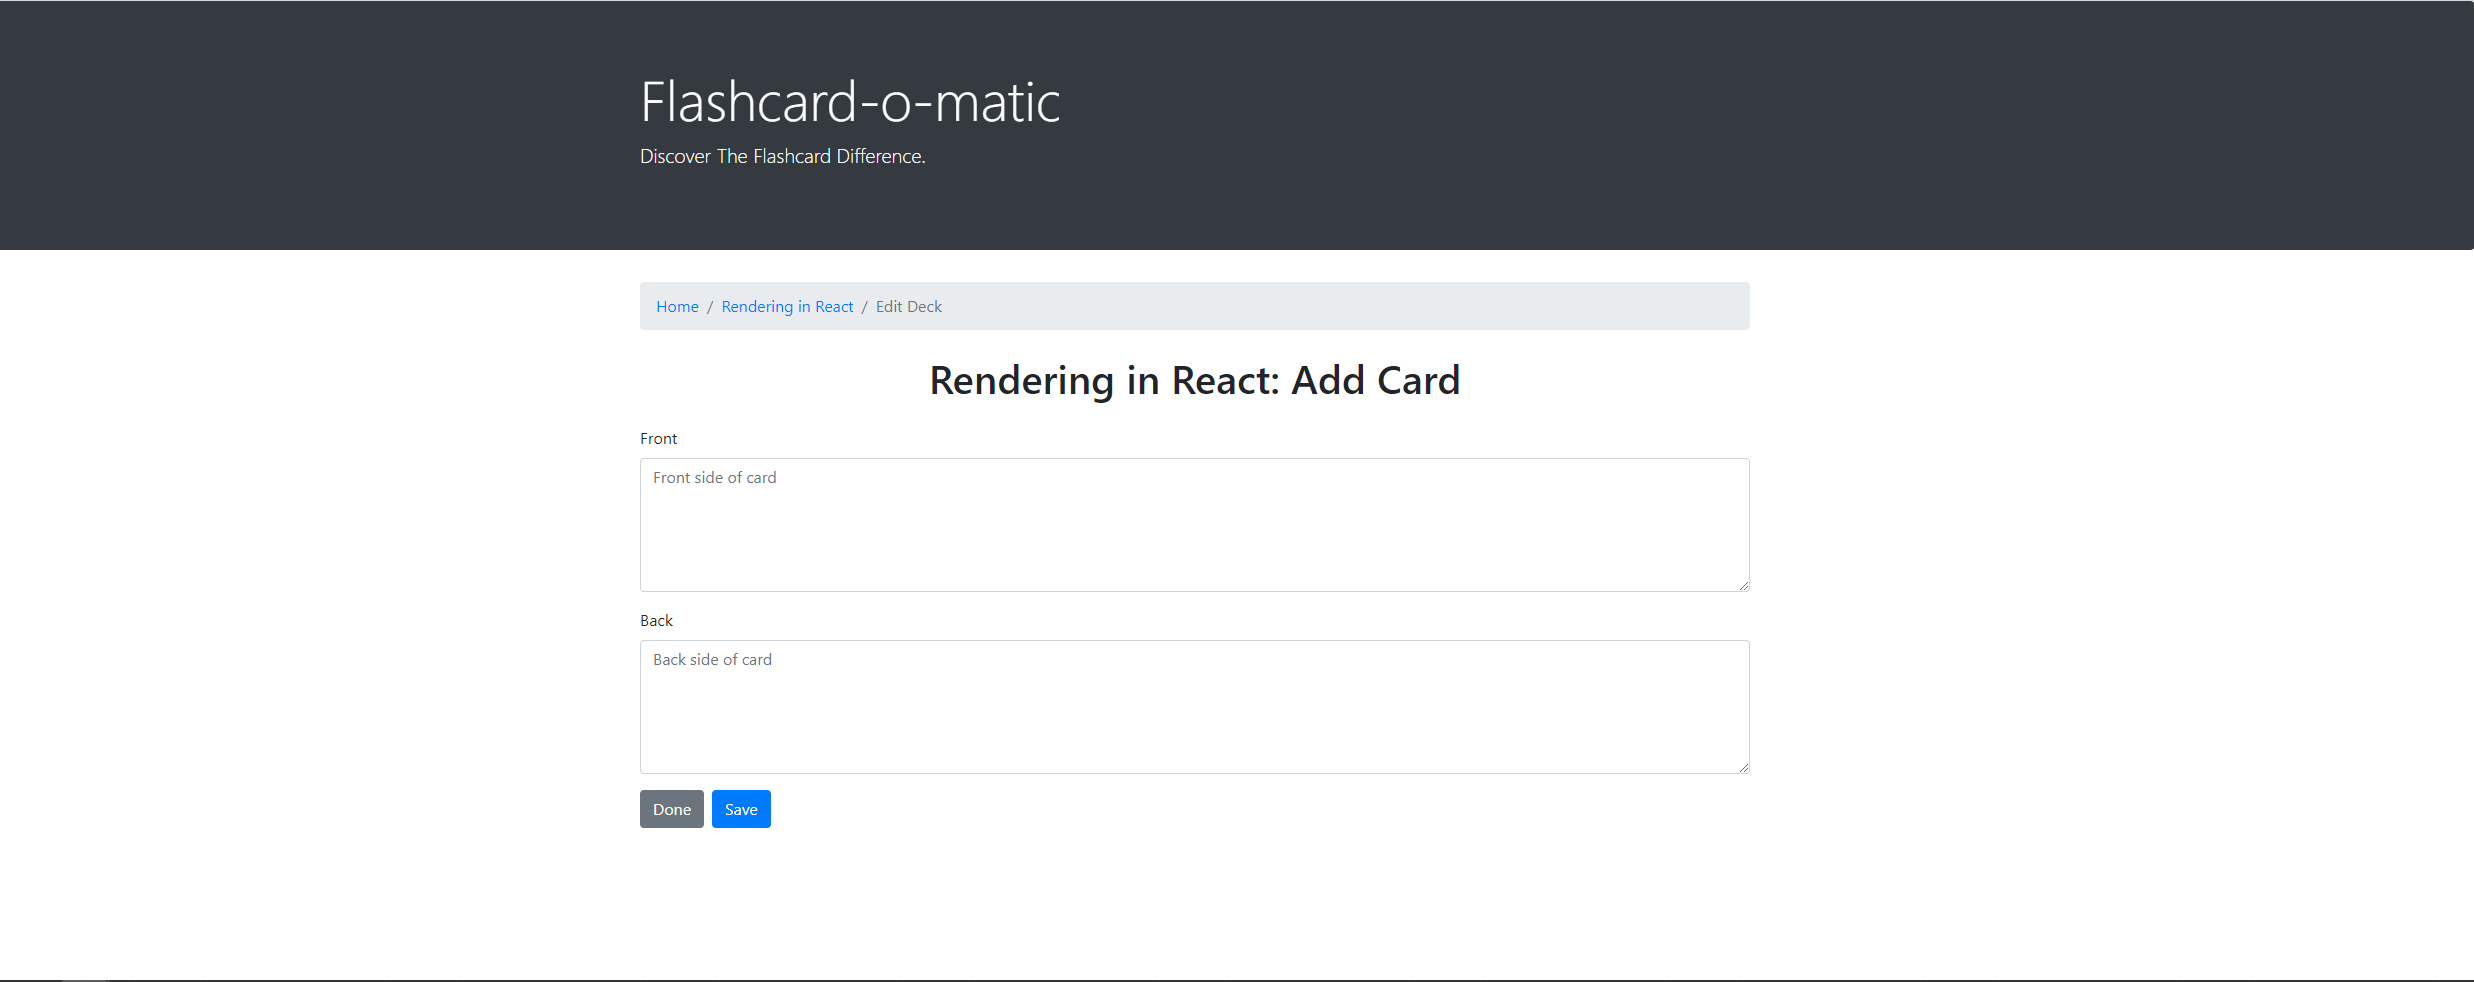 Flashcard-o-matic
Discover The Flashcard Difference.
Home / Rendering in React / Edit Deck
Rendering in React: Add Card
Front
Front side of card
Back
Back side of card
Done Save